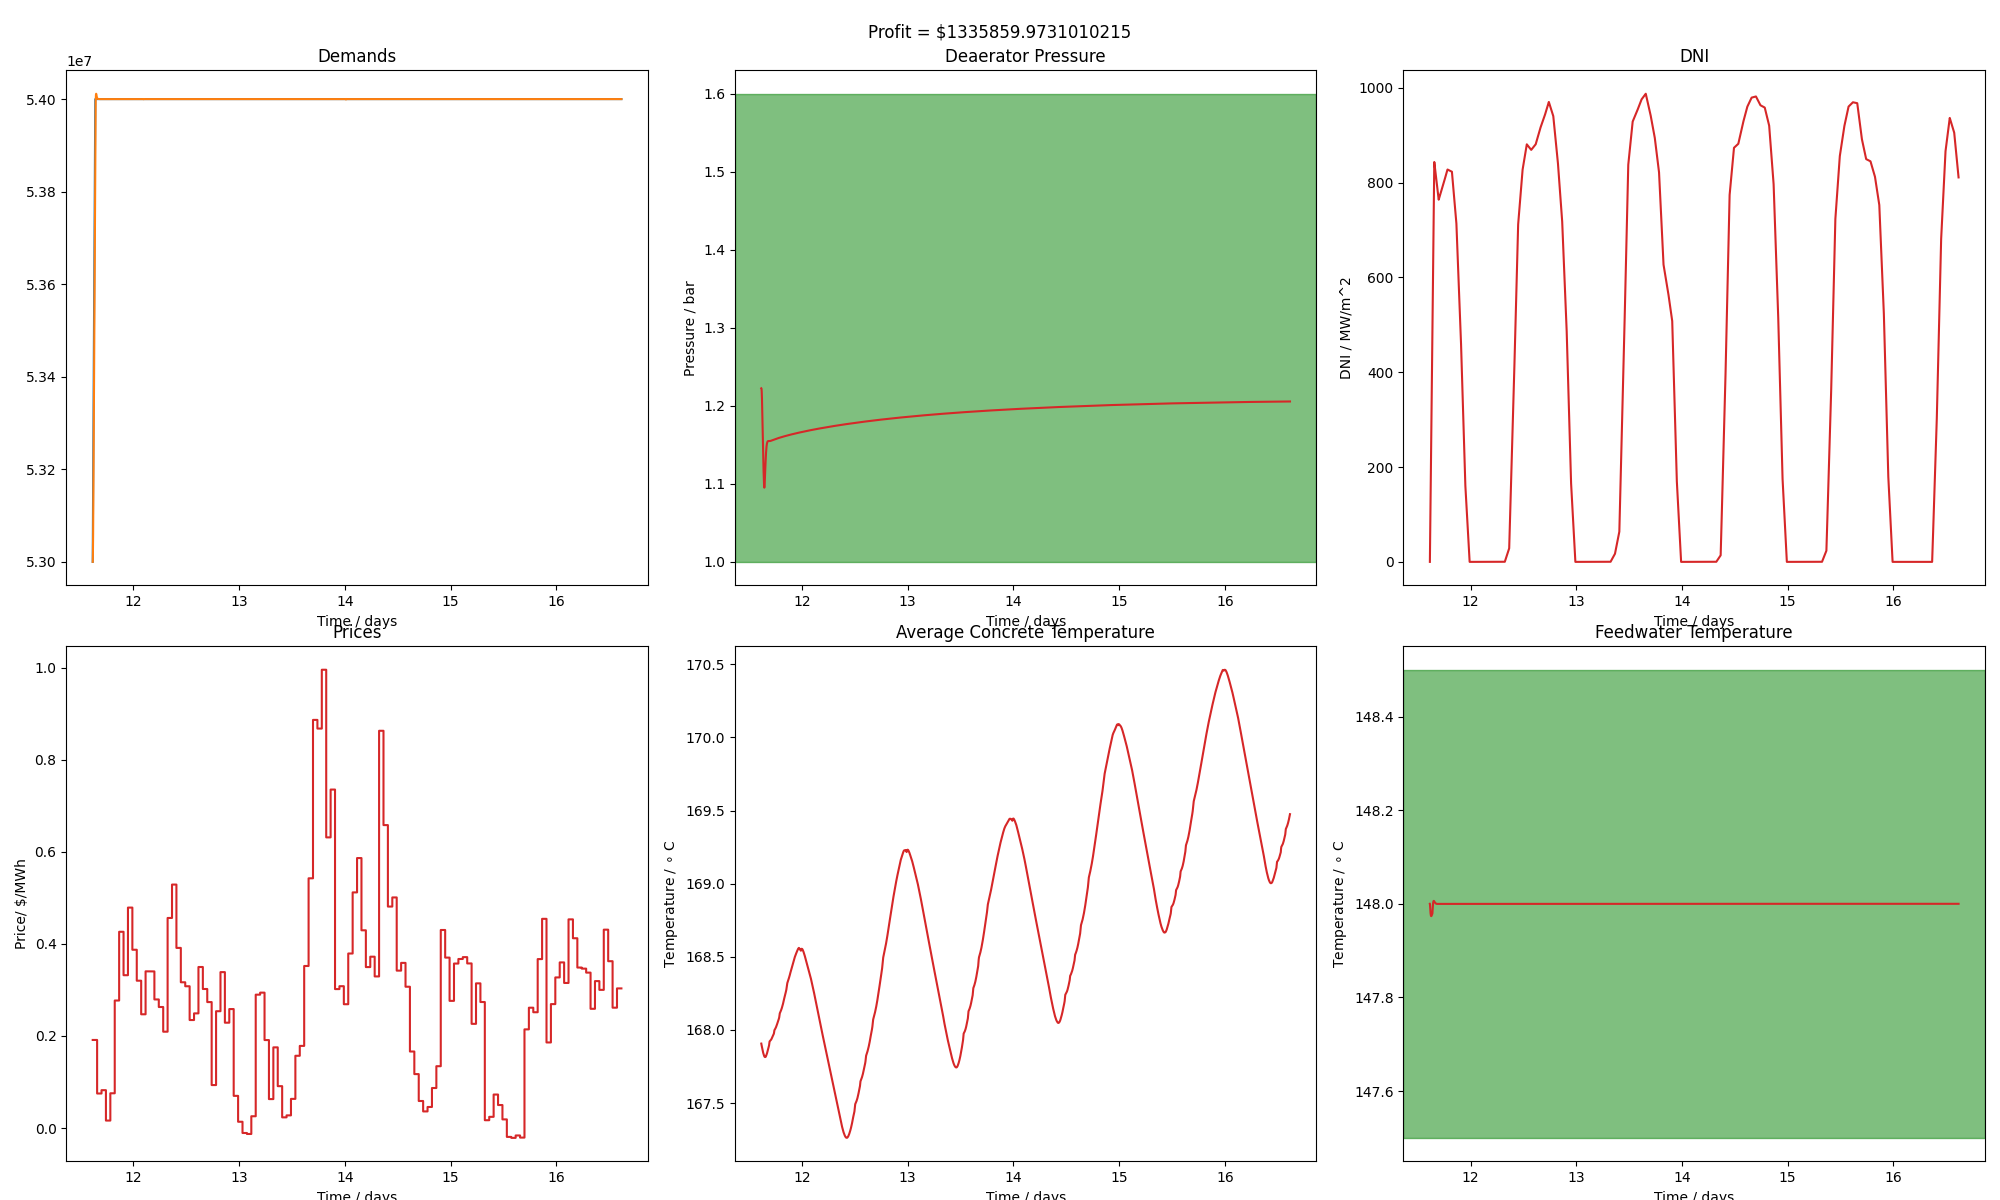 Profit = $1335859.9731010215
Demands
1e7
5.40
5.38
5.36
5.34
5.32
5.30
12 13 14 15 16
Time / days
Deaerator Pressure
Pressure / bar
1.6
1.5
1.4
1.3
1.2
1.1
1.0
12 13 14 15 16
Time / days
DNI
DNI / MW/m^2
1000
800
600
400
200
0
12 13 14 15 16
Time / days
Prices
Price/ $/MWh
1.0
0.8
0.6
0.4
0.2
0.0
12 13 14 15 16
Time / days
Average Concrete Temperature
Temperature / ∘ C
170.5
170.0
169.5
169.0
168.5
168.0
167.5
12 13 14 15 16
Time / days
Feedwater Temperature
Temperature / ∘ C
148.4
148.2
148.0
147.8
147.6
12 13 14 15 16
Time / days